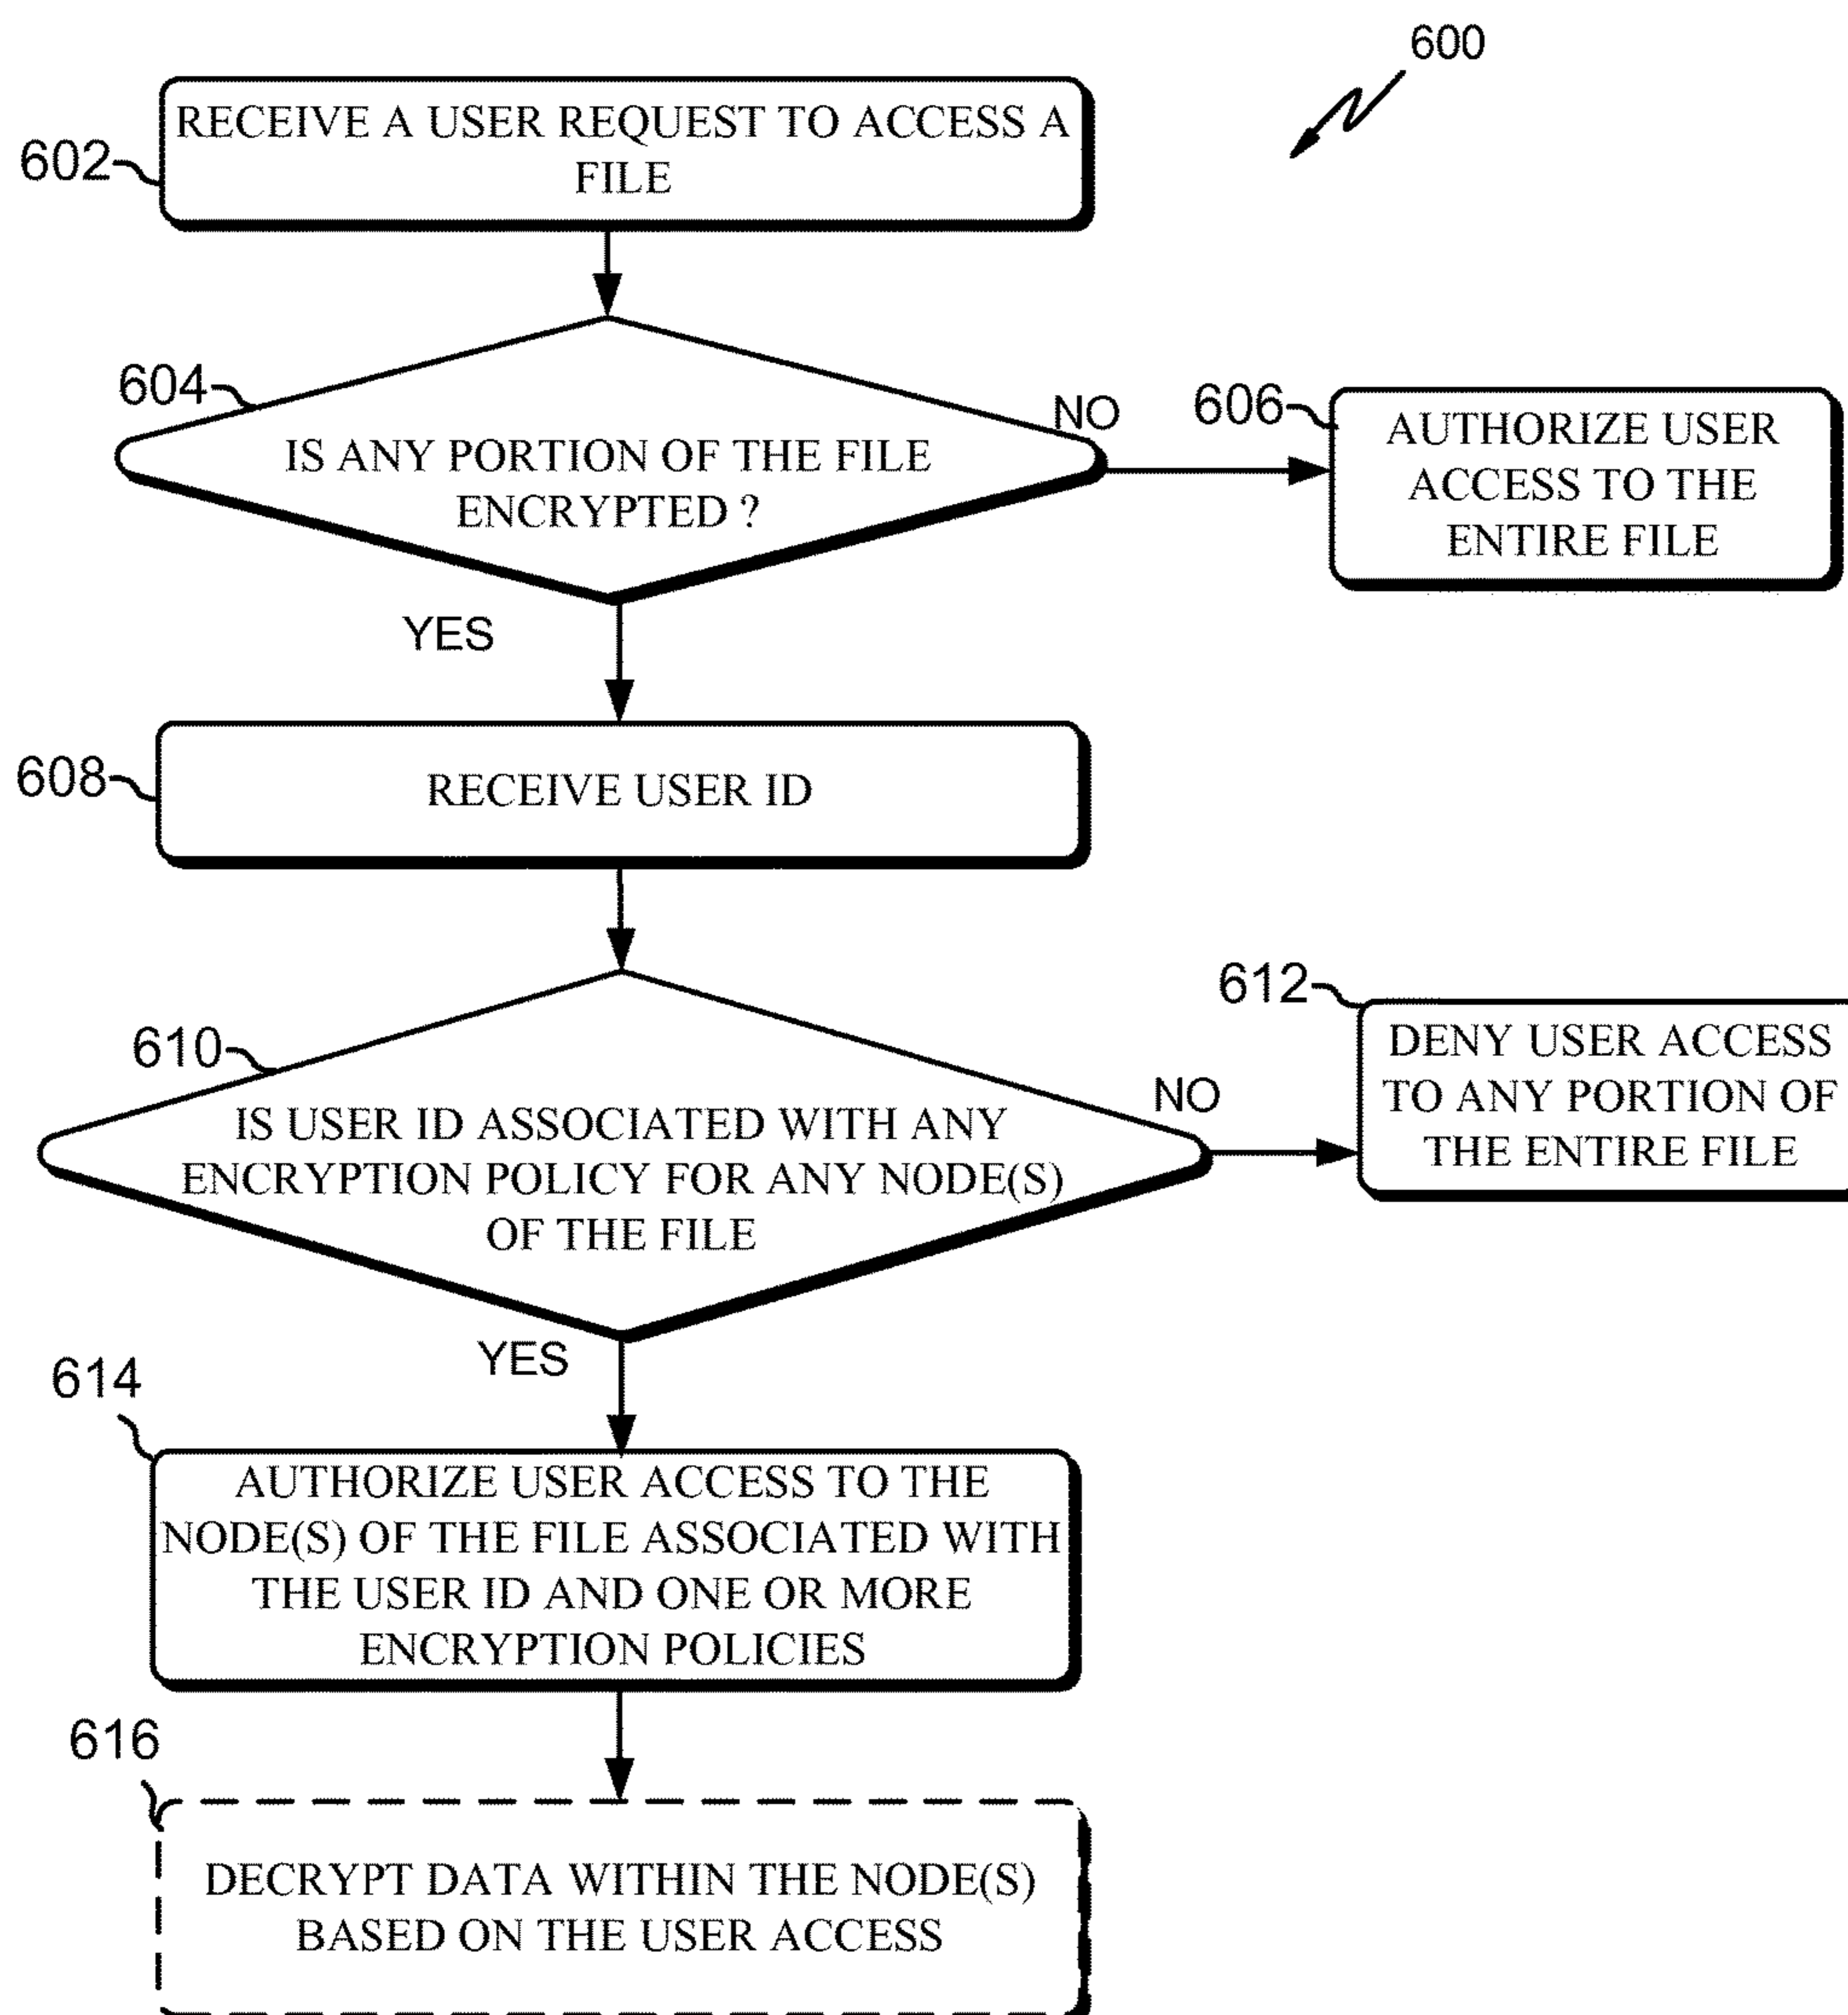 600
602
RECEIVE A USER REQUEST TO ACCESS A
FILE
604
IS ANY PORTION OF THE FILE
ENCRYPTED ?
NO
606
AUTHORIZE USER
ACCESS TO THE
ENTIRE FILE
YES
608
RECEIVE USER ID
610
IS USER ID ASSOCIATED WITH ANY
ENCRYPTION POLICY FOR ANY NODE(S)
OF THE FILE
NO
612
DENY USER ACCESS
TO ANY PORTION OF
THE ENTIRE FILE
YES
614
AUTHORIZE USER ACCESS TO THE
NODE(S) OF THE FILE ASSOCIATED WITH
THE USER ID AND ONE OR MORE
ENCRYPTION POLICIES
616
DECRYPT DATA WITHIN THE NODE(S)
BASED ON THE USER ACCESS